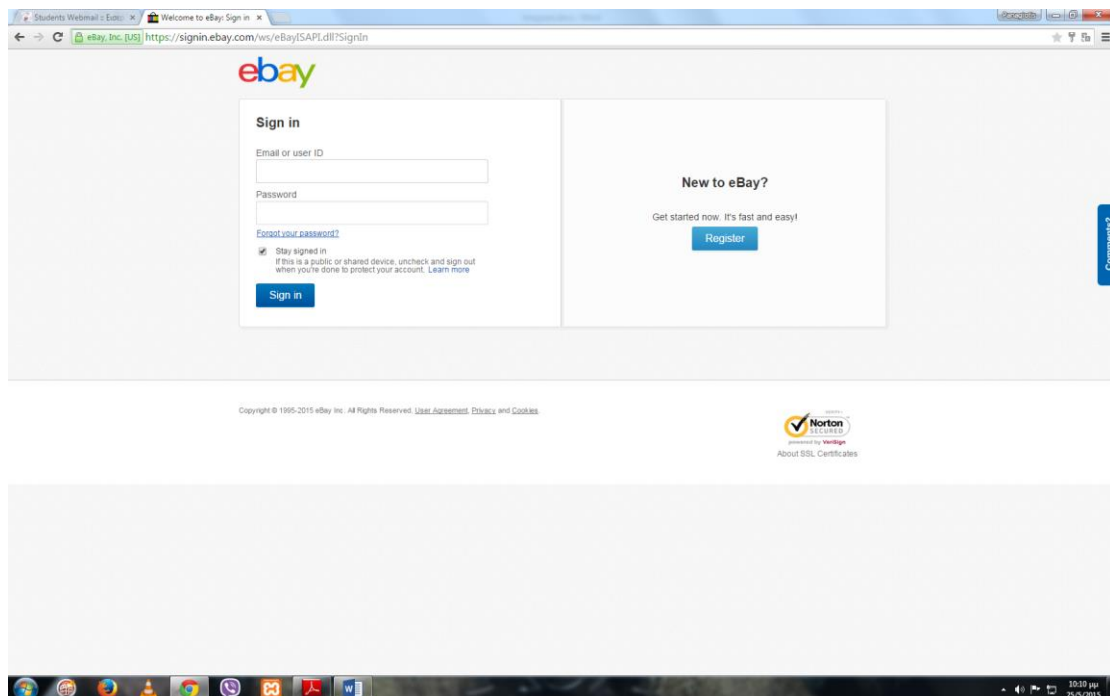 Students Webmail :: Εισερ
Welcome to eBay: Sign in
eBay, Inc. [US]
https://signin.ebay.com/ws/eBayISAPI.dll?SignIn
ebay
Sign in
Email or user ID
Password
Forgot your password?
Stay signed in
If this is a public or shared device, uncheck and sign out
when you're done to protect your account. Learn more
Sign in
New to eBay?
Get started now. It's fast and easy!
Register
Comments?
Copyright © 1995-2015 eBay Inc. All Rights Reserved. User Agreement, Privacy and Cookies.
Norton
SECURED
powered by VeriSign
About SSL Certificates
10:10 μμ
25/5/2015